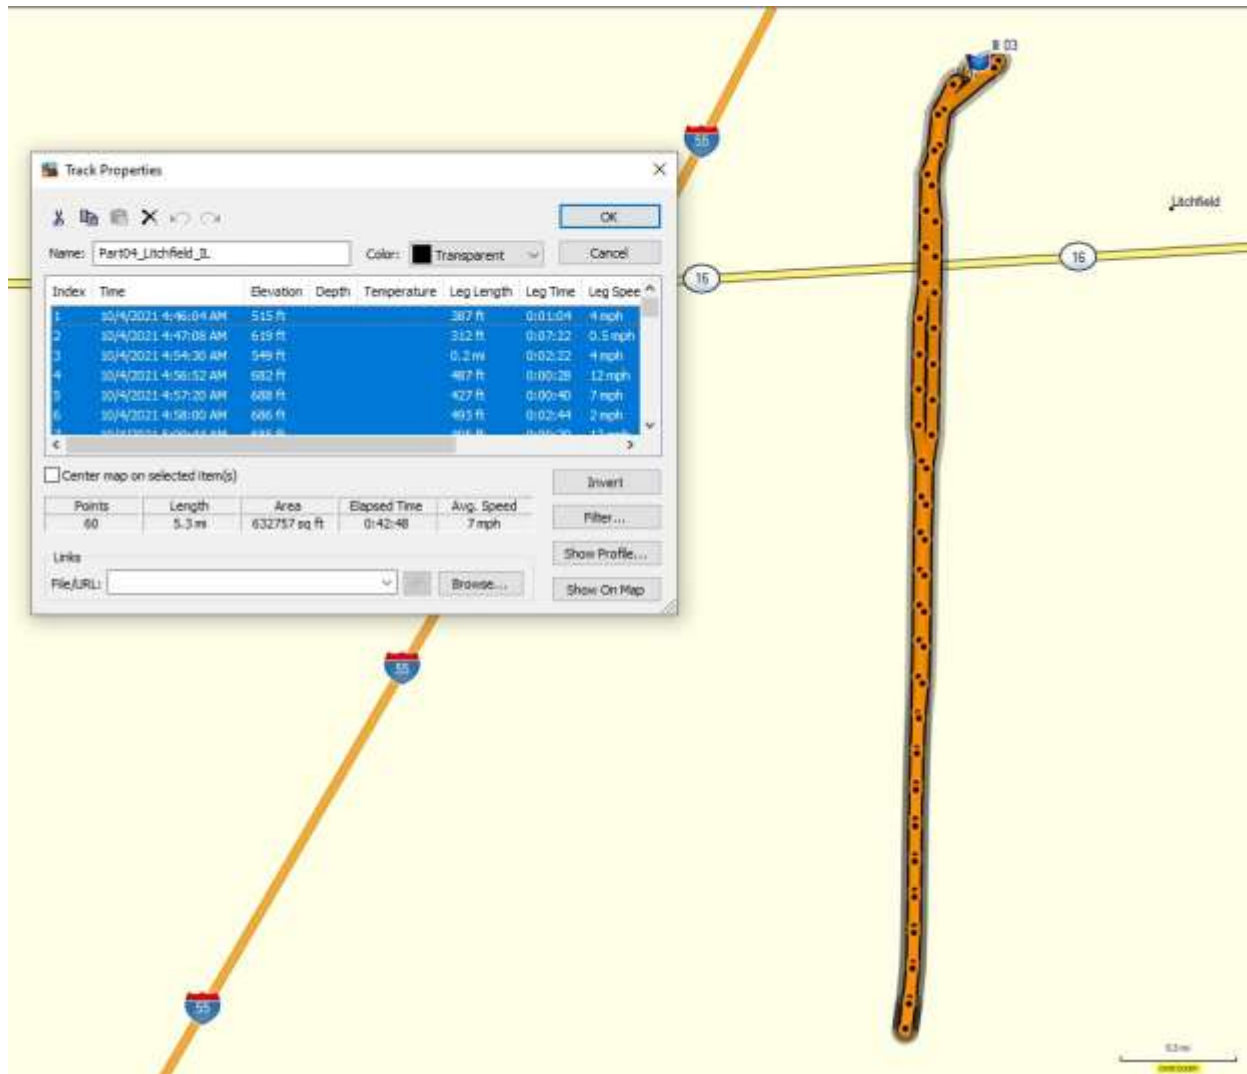 III 03
55
Litchfield
16
16
Track Properties
OK
Name: Part04_Litchfield_IL Color: Transparent Cancel
Index Time Elevation Depth Temperature Leg Length Leg Time Leg Spee
1 10/4/2021 4:46:04 AM 515 ft 387 ft 0:01:04 4 mph
2 10/4/2021 4:47:08 AM 619 ft 312 ft 0:07:22 0.5 mph
3 10/4/2021 4:54:30 AM 549 ft 0.2 mi 0:02:22 4 mph
4 10/4/2021 4:56:52 AM 682 ft 487 ft 0:00:28 12 mph
5 10/4/2021 4:57:20 AM 688 ft 427 ft 0:00:40 7 mph
6 10/4/2021 4:58:00 AM 686 ft 493 ft 0:02:44 2 mph
Center map on selected item(s) Invert
Points Length Area Elapsed Time Avg. Speed
60 5.3 mi 632757 sq ft 0:42:48 7 mph
Filter...
Links
Show Profile...
File/URL: Browse... Show On Map
55
55
overzoom